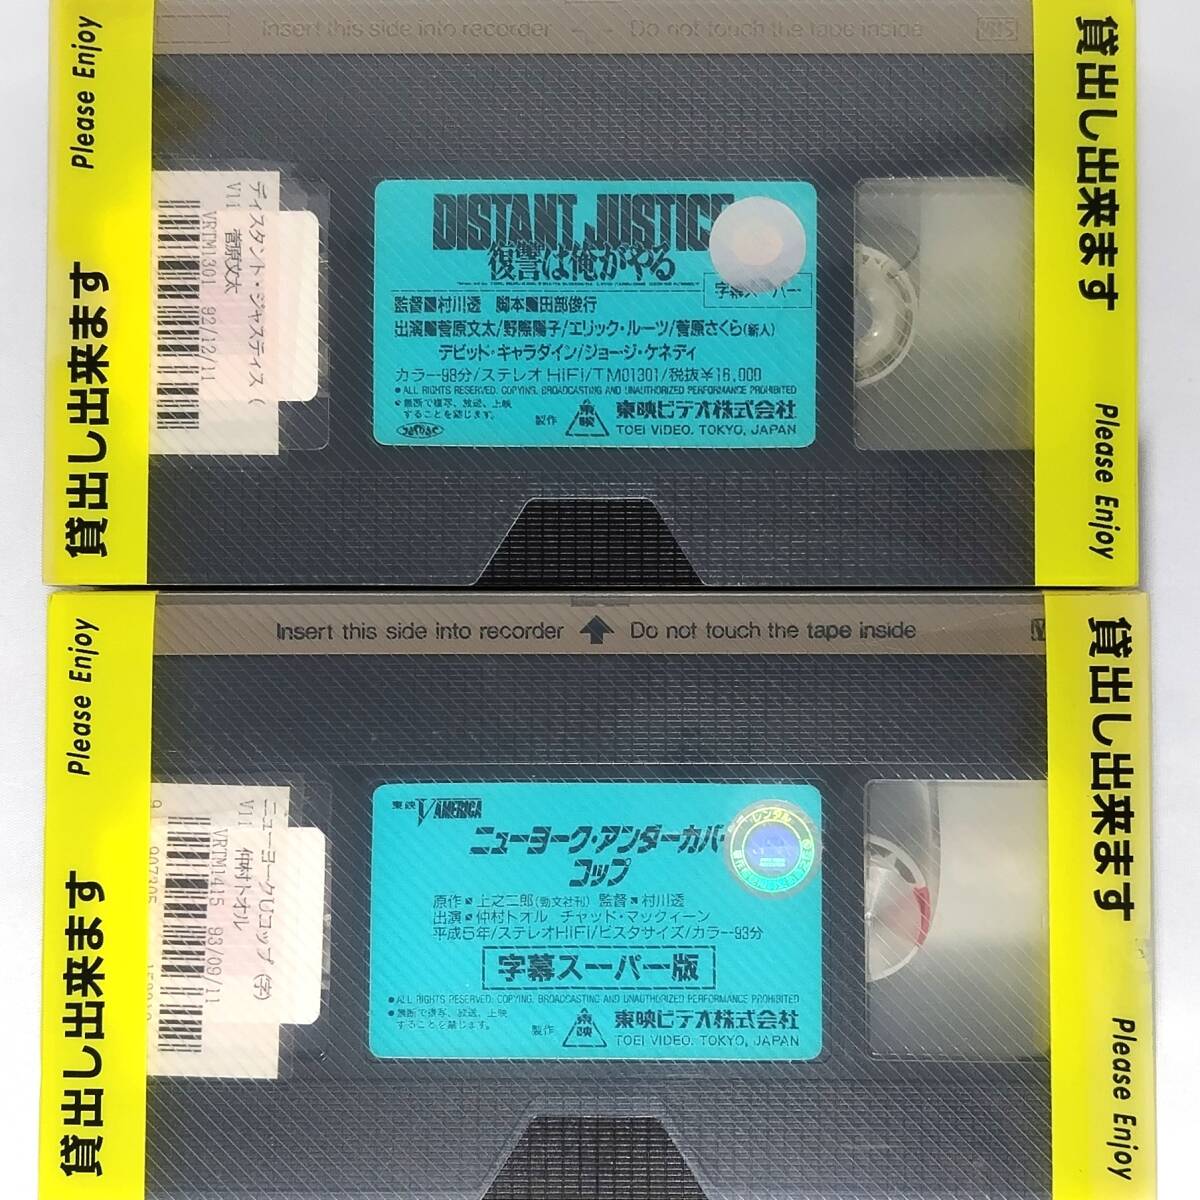 Please Enjoy
貸出し出来ます
Insert this side into recorder
Do not touch the tape inside
VHS
ディスタント・ジャスティス (
V11
菅原文太
VRTM1301 92/12/11
DISTANT JUSTICE
復讐は俺がやる
字幕スーパー
監督■村川透 脚本■田部俊行
出演■菅原文太/野際陽子/エリック・ルーツ/菅原さくら(新人)
デビッド・キャラダイン/ジョージ・ケネディ
カラー98分/ステレオHIFI/TM01301/税抜¥16,000
● ALL RIGHTS RESERVED. COPYING, BROADCASTING AND UNAUTHORIZED PERFORMANCE PROHIBITED
● 無断で複写、放送、上映
することを禁じます。
製作
東映
東映ビデオ株式会社
TOEI VIDEO. TOKYO, JAPAN
貸出し出来ます
Please Enjoy
Please Enjoy
貸出し出来ます
Insert this side into recorder
Do not touch the tape inside
ニューヨークUコップ (字)
V11
仲村トオル
VRTM1415 93/09/11
東映
V AMERICA
ニューヨーク・アンダーカバー
コップ
レンタル
原作・上之二郎(勁文社刊) 監督・村川透
出演・仲村トオル チャッド・マックィーン
平成5年/ステレオHIFI/ビスタサイズ/カラー93分
字幕スーパー版
● ALL RIGHTS RESERVED. COPYING, BROADCASTING AND UNAUTHORIZED PERFORMANCE PROHIBITED
● 無断で複写、放送、上映
することを禁じます。
製作
東映
東映ビデオ株式会社
TOEI VIDEO. TOKYO, JAPAN
貸出し出来ます
Please Enjoy